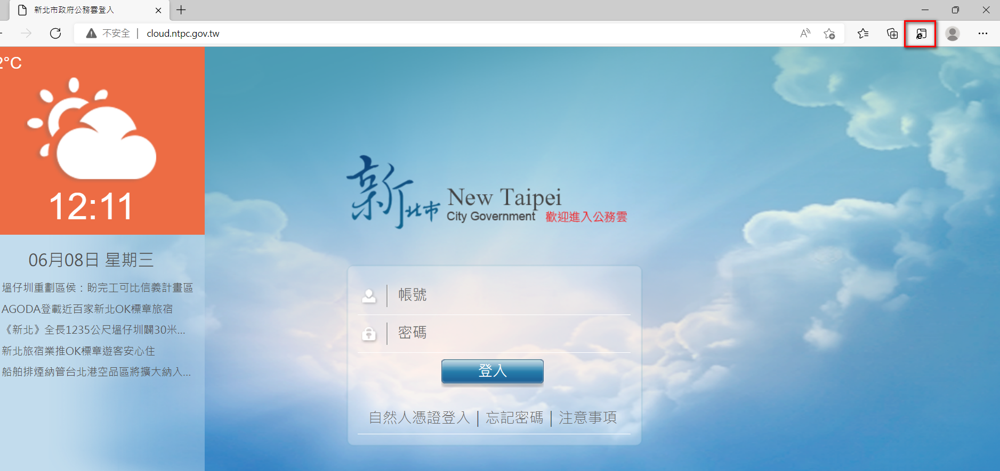 新北市政府公務雲登入
不安全 | cloud.ntpc.gov.tw
2°C
12:11
06月08日 星期三
塭仔圳重劃區侯：盼完工可比信義計畫區
AGODA登載近百家新北OK標章旅宿
《新北》全長1235公尺塭仔圳闢30米...
新北旅宿業推OK標章遊客安心住
船舶排煙納管台北港空品區將擴大納入...
新北市
New Taipei
City Government 歡迎進入公務雲
帳號
密碼
登入
自然人憑證登入 | 忘記密碼 | 注意事項